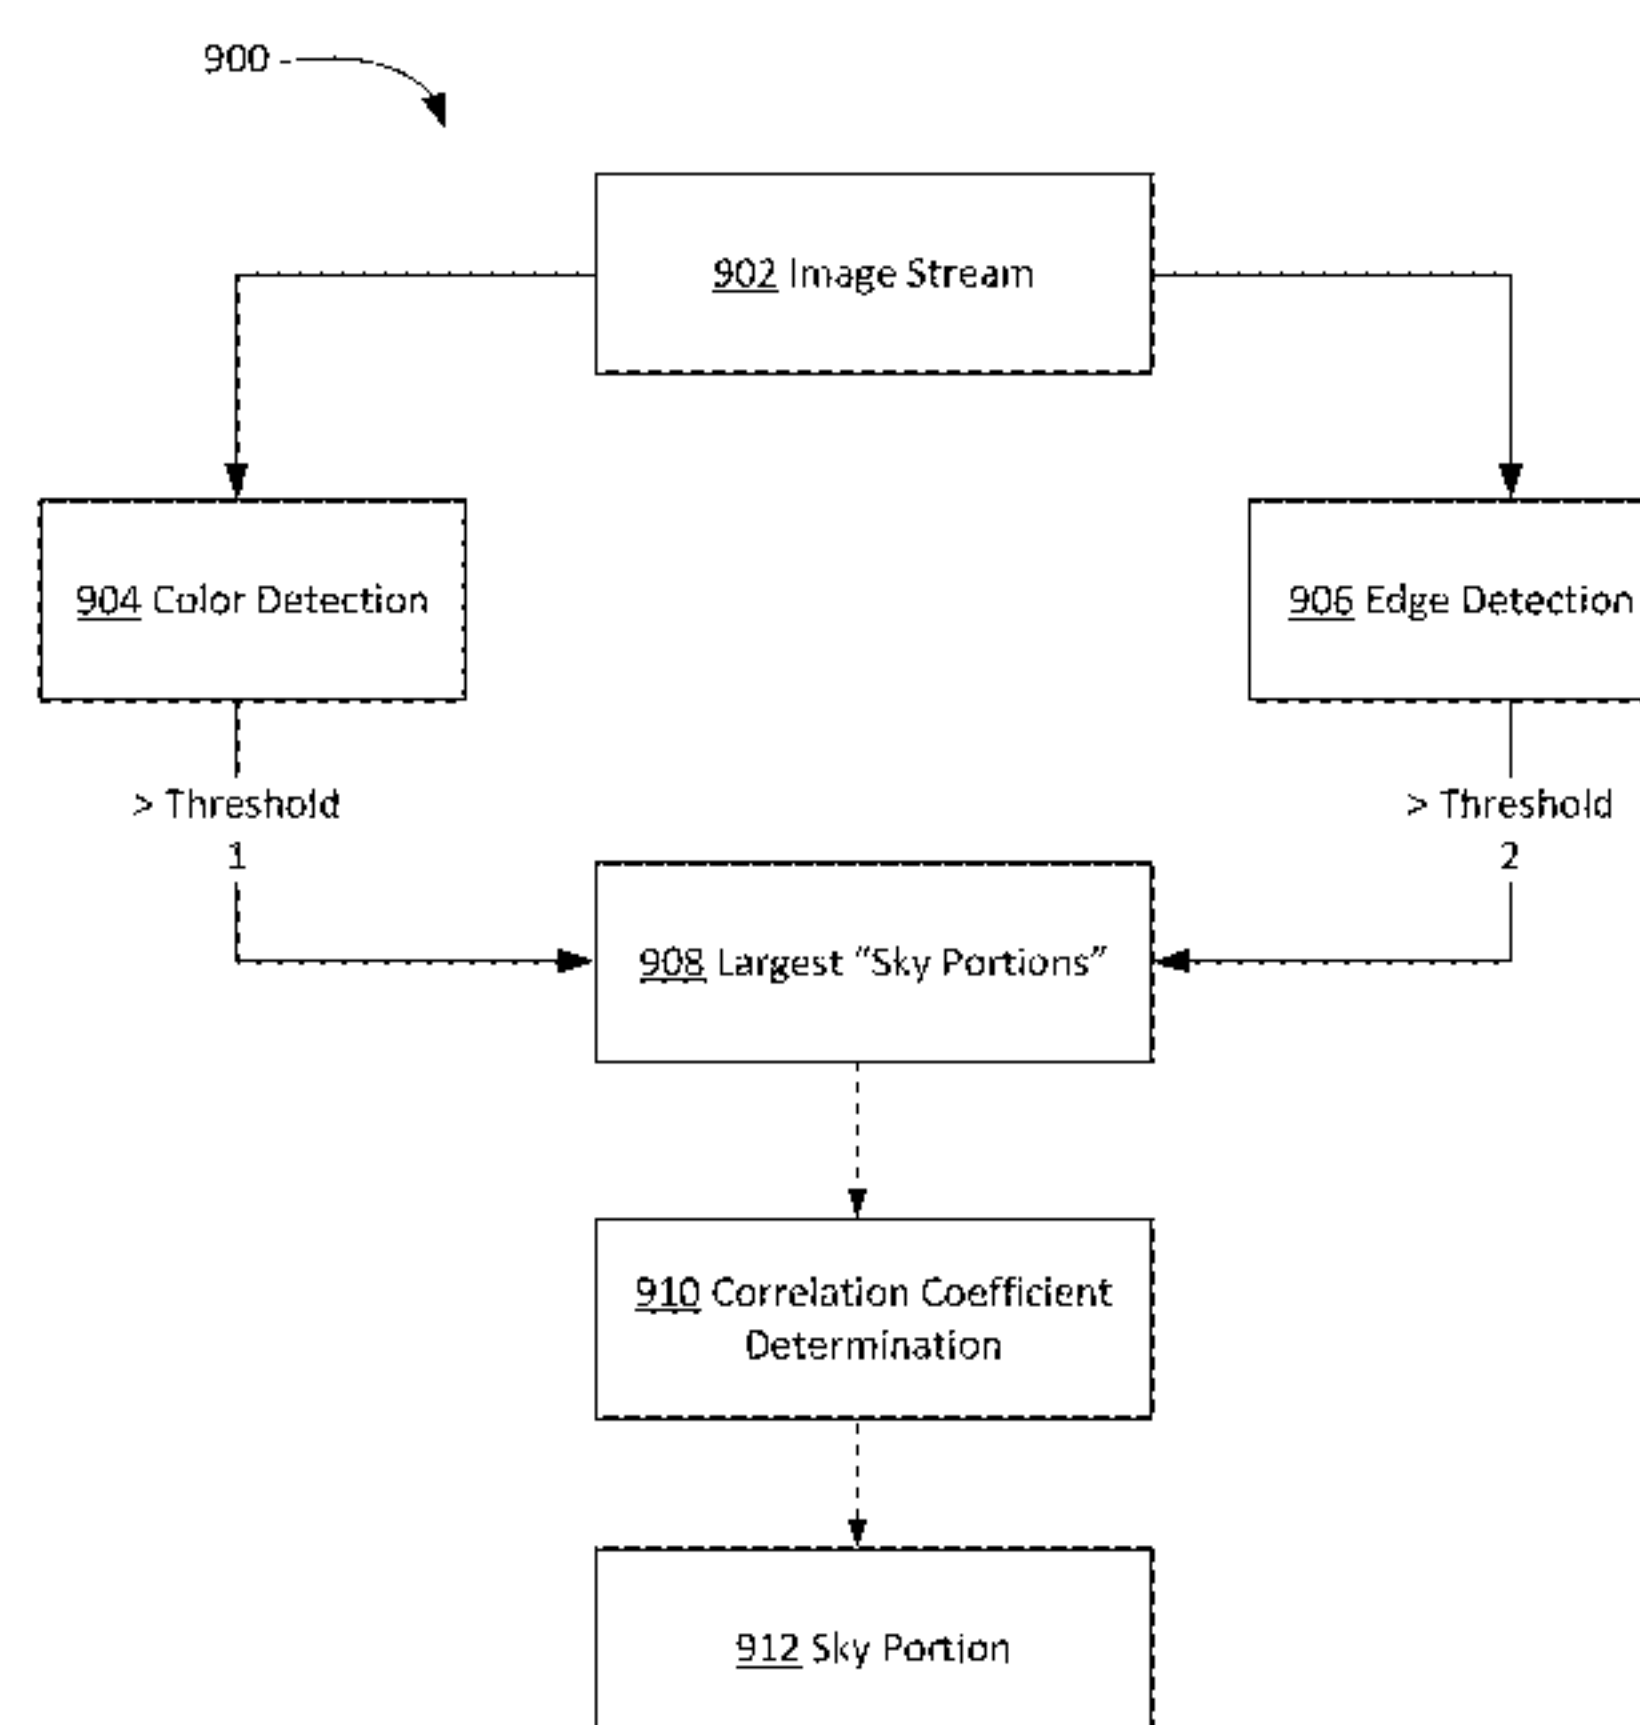 900
902 Image Stream
904 Color Detection
906 Edge Detection
> Threshold
1
> Threshold
2
908 Largest “Sky Portions”
910 Correlation Coefficient
Determination
912 Sky Portion